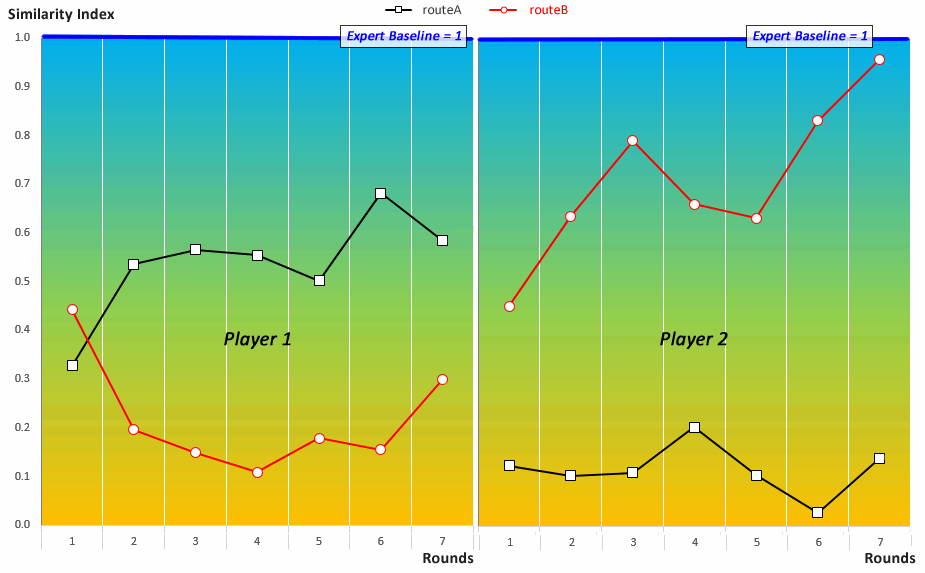 Similarity Index
routeA routeB
Expert Baseline = 1 Expert Baseline = 1
1.0
0.9
0.8
0.7
0.6
0.5
0.4
0.3
0.2
0.1
0.0
Player 1 Player 2
1 2 3 4 5 6 7 1 2 3 4 5 6 7
Rounds Rounds